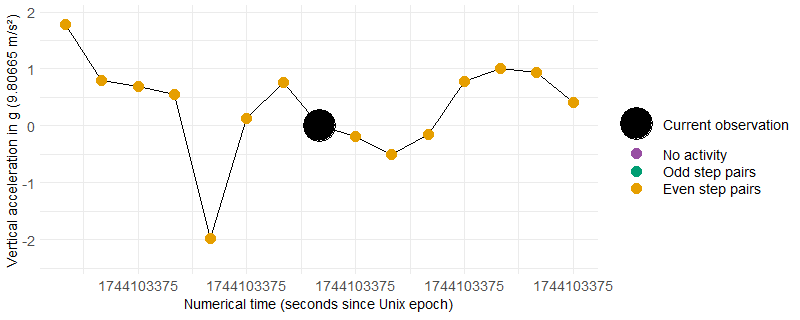 Vertical acceleration in g (9.80665 m/s²)
2
1
0
-1
-2
1744103375 1744103375 1744103375 1744103375 1744103375
Numerical time (seconds since Unix epoch)
Current observation
No activity
Odd step pairs
Even step pairs